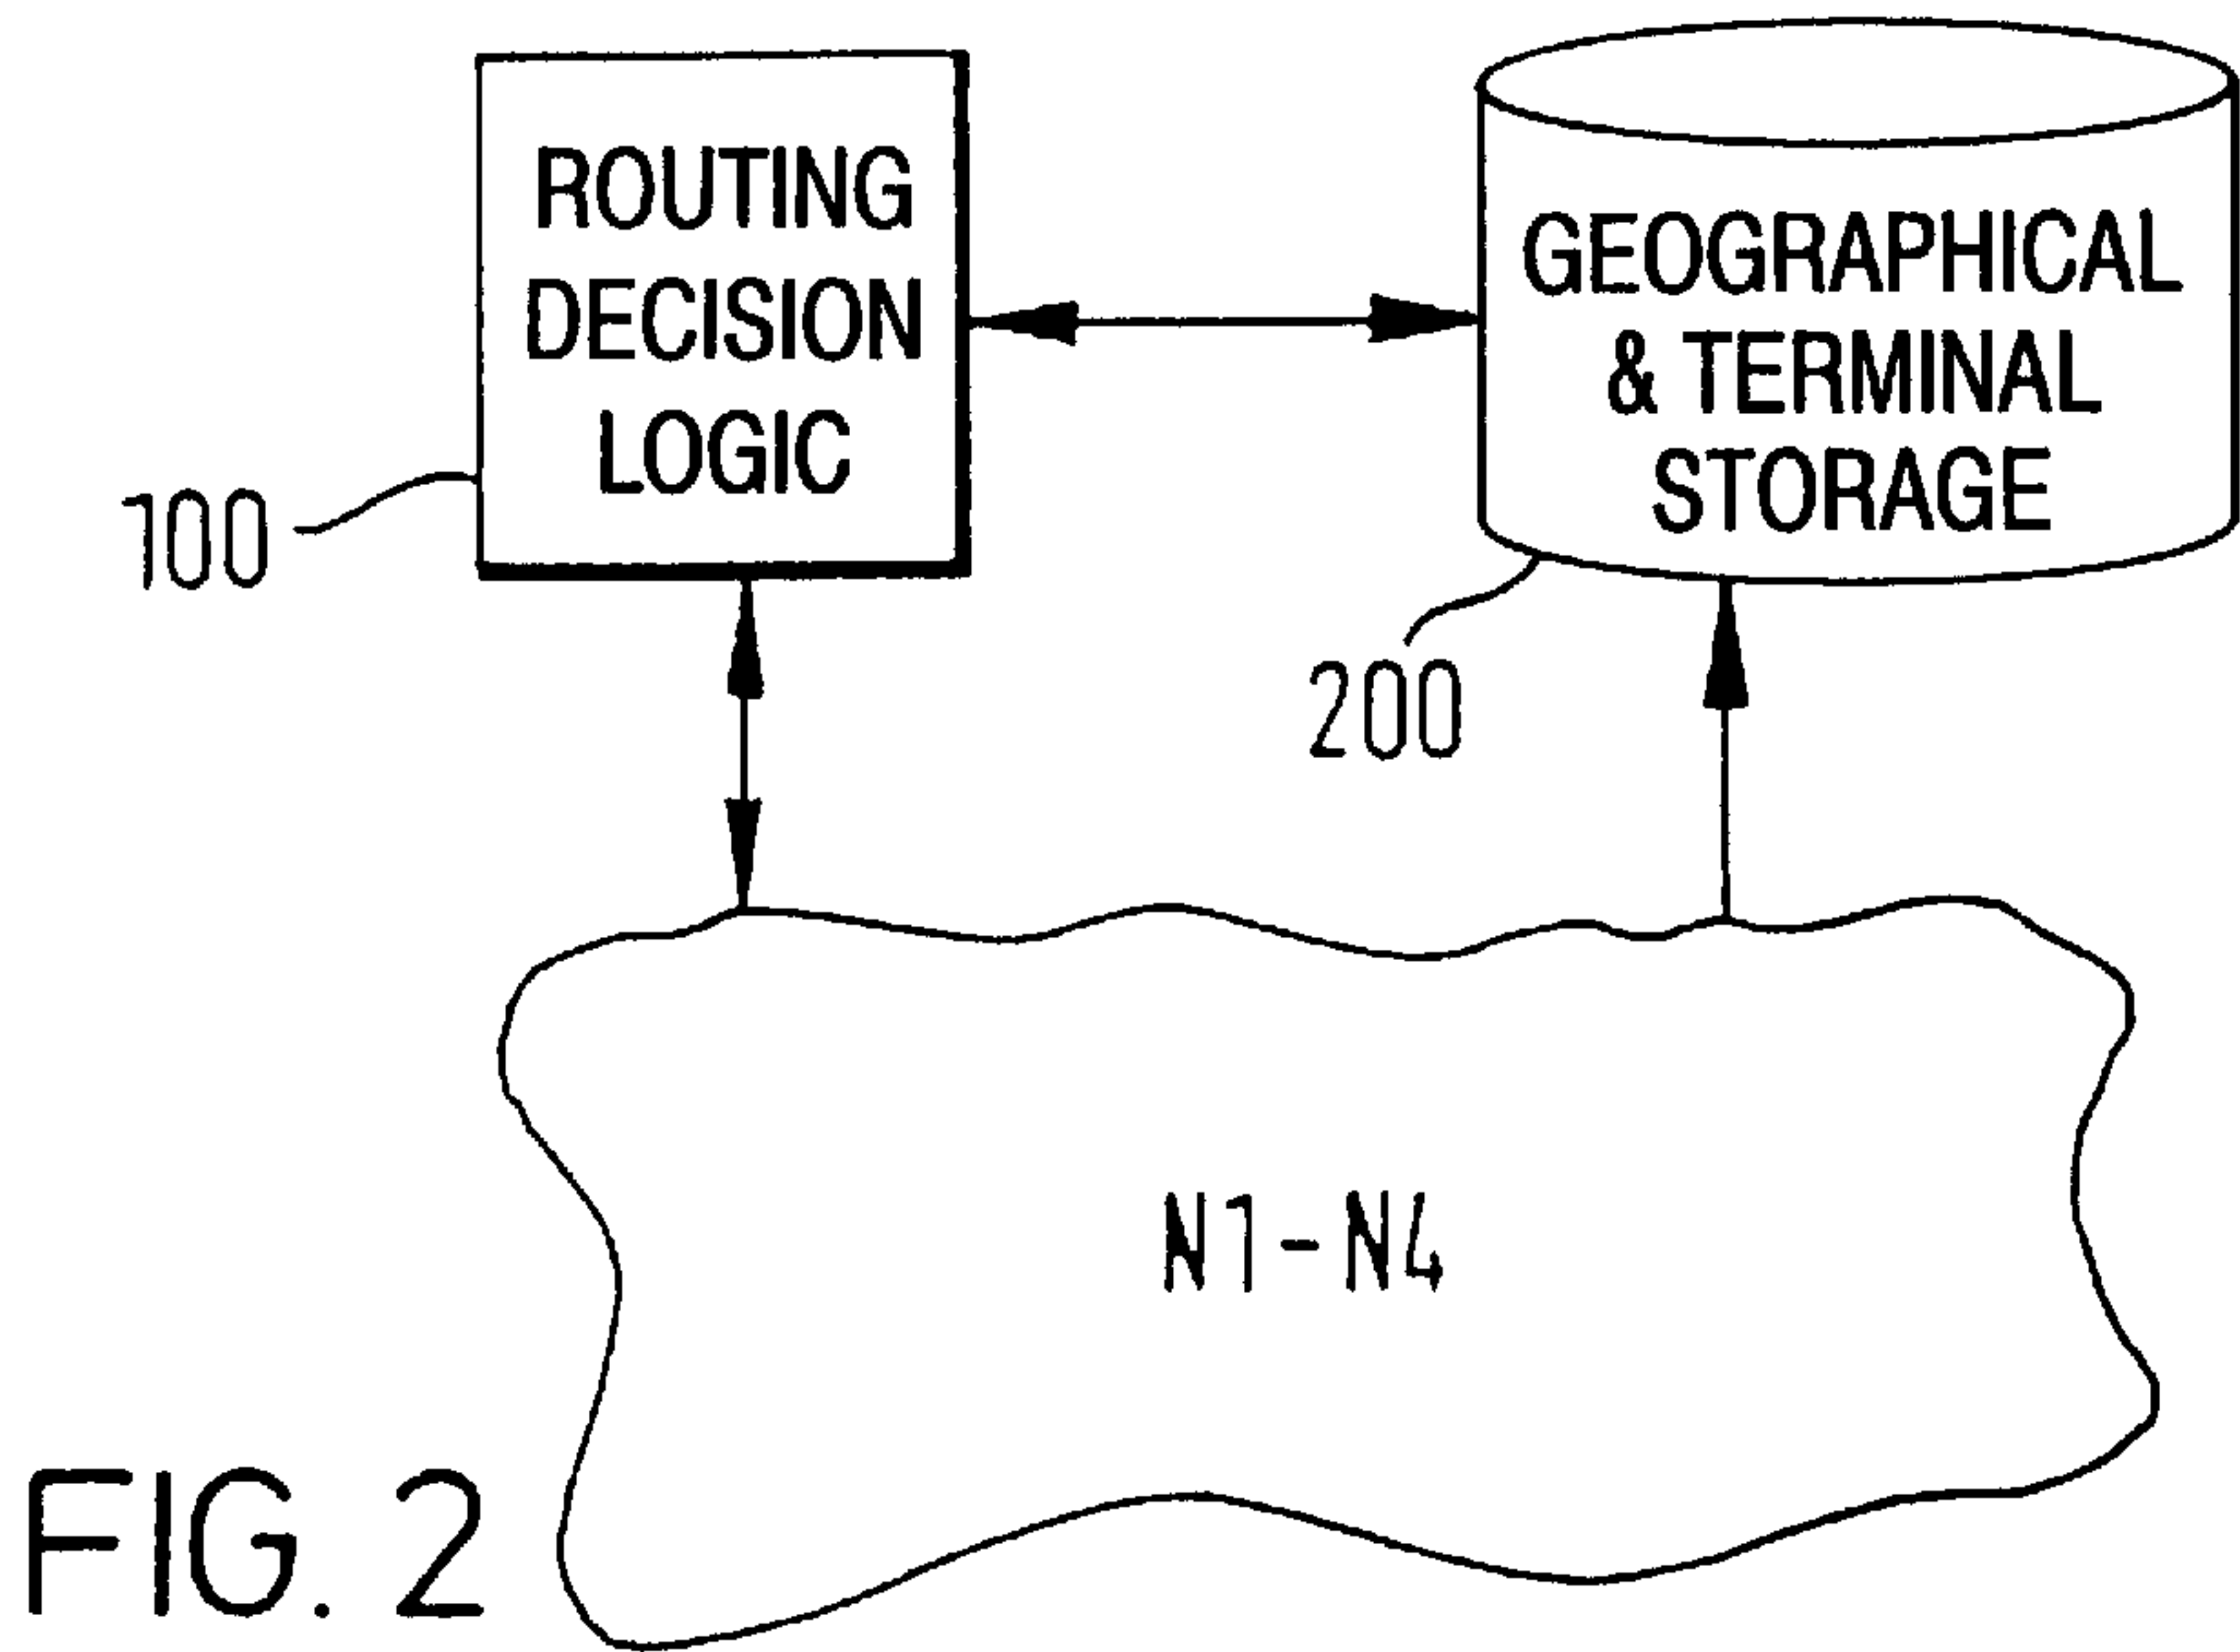 ROUTING
DECISION
LOGIC
100
GEOGRAPHICAL
& TERMINAL
STORAGE
200
N1-N4
FIG. 2